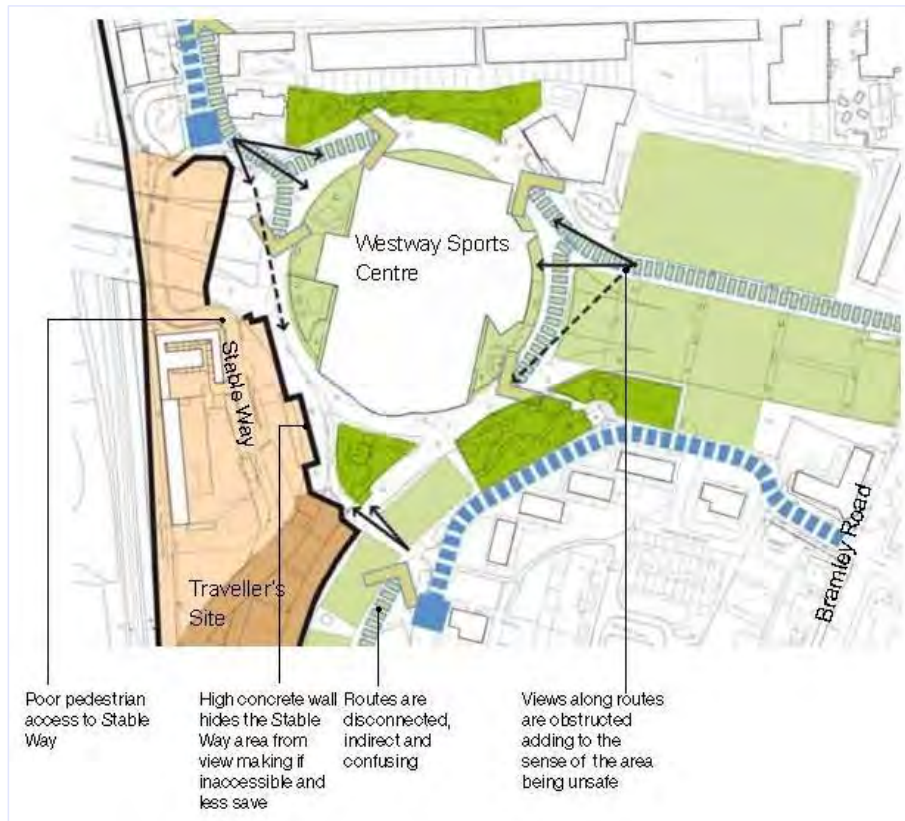 Westway Sports
Centre
Stable Way
Bramley Road
Traveller's
Site
Poor pedestrian
access to Stable
Way
High concrete wall
hides the Stable
Way area from
view making if
inaccessible and
less save
Routes are
disconnected,
indirect and
confusing
Views along routes
are obstructed
adding to the
sense of the area
being unsafe